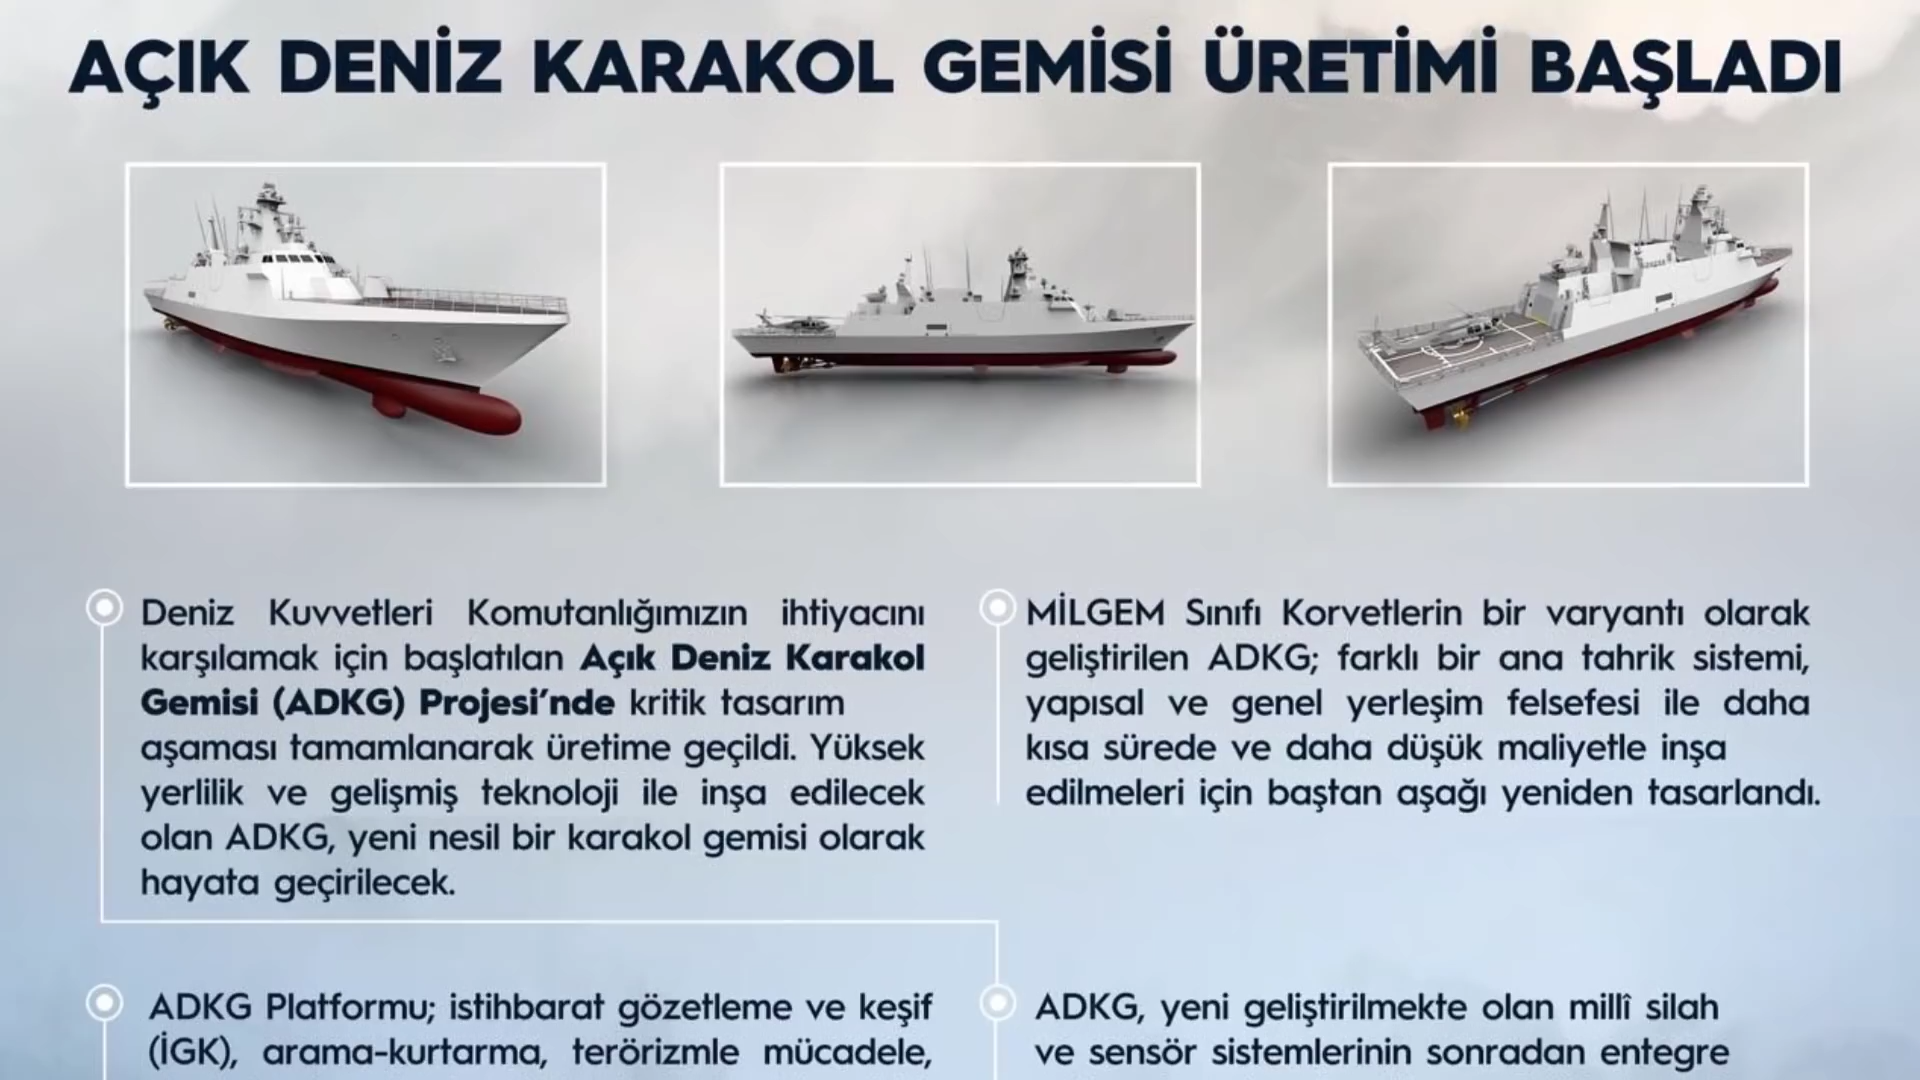 AÇIK DENİZ KARAKOL GEMİSİ ÜRETİMİ BAŞLADI
Deniz Kuvvetleri Komutanlığımızın ihtiyacını
karşılamak için başlatılan Açık Deniz Karakol
Gemisi (ADKG) Projesi’nde kritik tasarım
aşaması tamamlanarak üretime geçildi. Yüksek
yerlilik ve gelişmiş teknoloji ile inşa edilecek
olan ADKG, yeni nesil bir karakol gemisi olarak
hayata geçirilecek.
MİLGEM Sınıfı Korvetlerin bir varyantı olarak
geliştirilen ADKG; farklı bir ana tahrik sistemi,
yapısal ve genel yerleşim felsefesi ile daha
kısa sürede ve daha düşük maliyetle inşa
edilmeleri için baştan aşağı yeniden tasarlandı.
ADKG Platformu; istihbarat gözetleme ve keşif
(İGK), arama-kurtarma, terörizmle mücadele,
ADKG, yeni geliştirilmekte olan millî silah
ve sensör sistemlerinin sonradan entegre